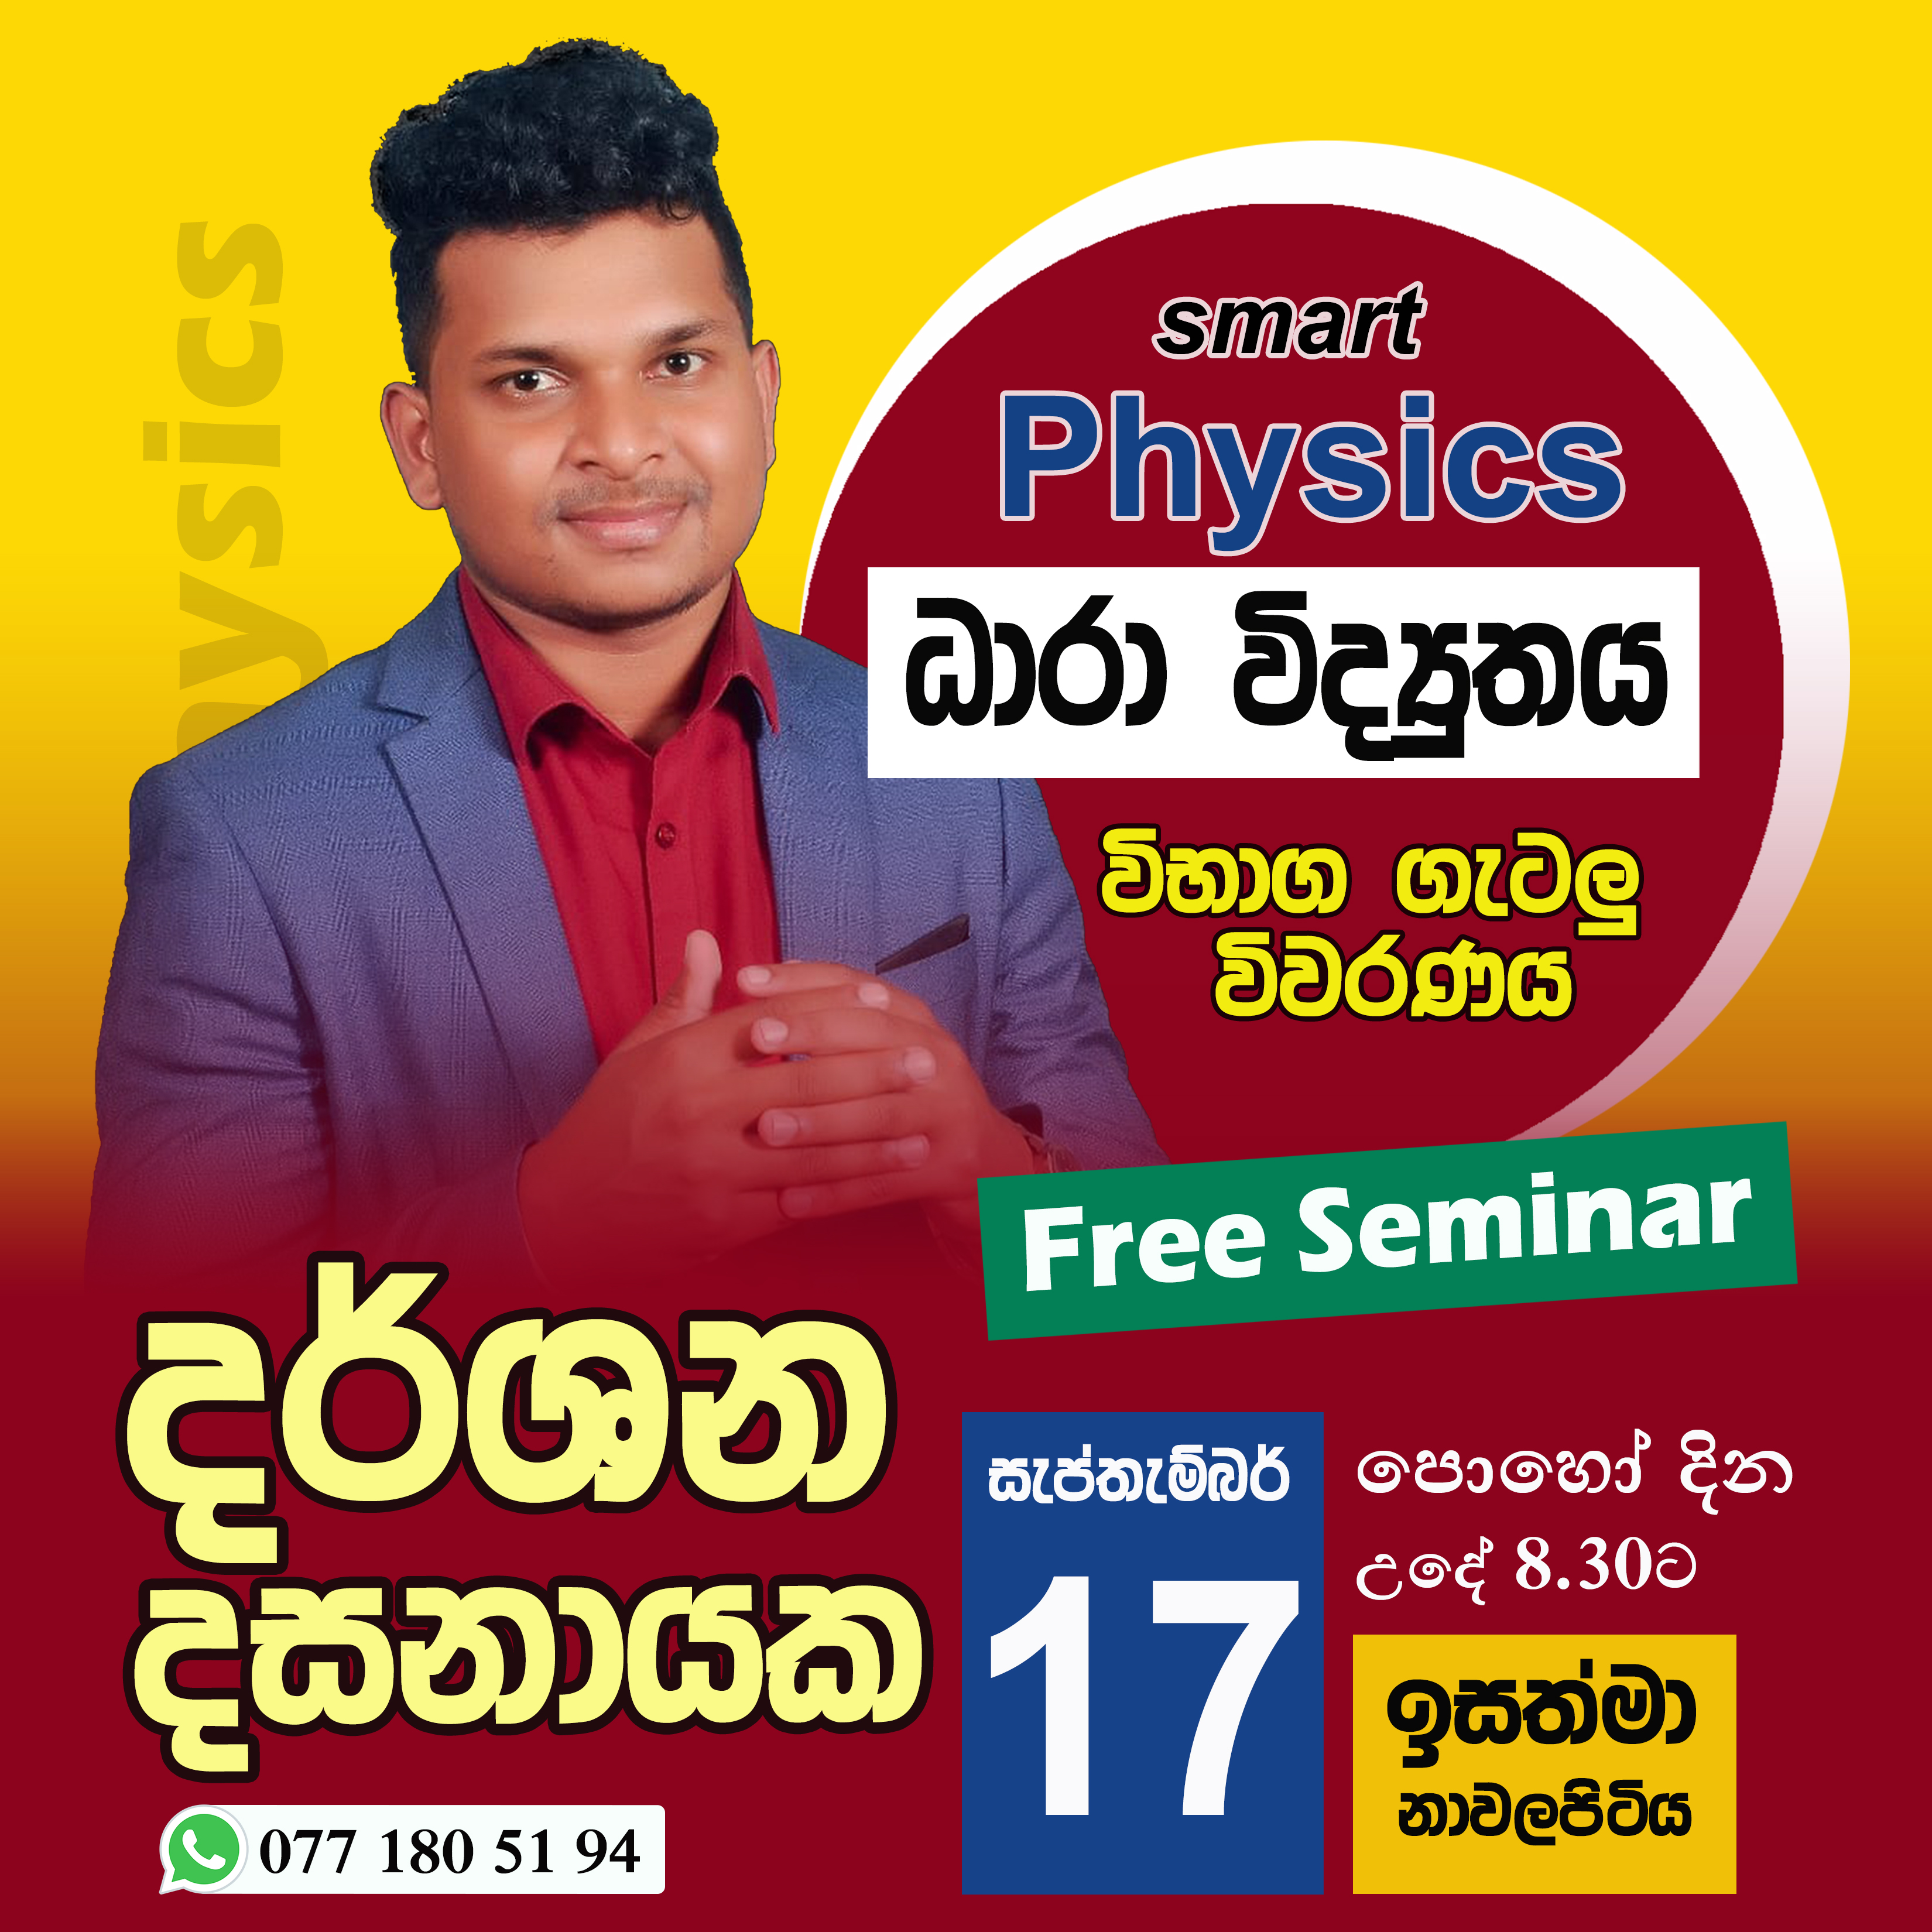 smart
Physics
ධාරා විද්‍යුතය
විභාග ගැටලු
විවරණය
Free Seminar
දර්ශන
දසනායක
077 180 51 94
සැප්තැම්බර්
17
පොහෝ දින
උදේ 8.30ට
ඉසත්මා
නාවලපිටිය
ysics